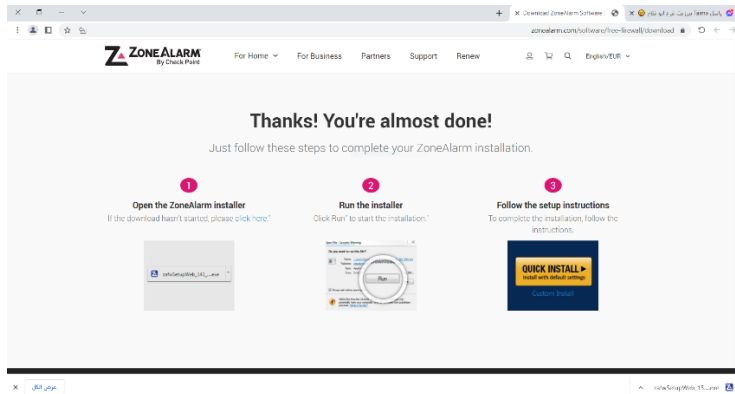 Download ZoneAlarm Software
zonealarm.com/software/free-firewall/download
ZONEALARM
By Check Point
For Home
For Business
Partners
Support
Renew
English/EUR
Thanks! You're almost done!
Just follow these steps to complete your ZoneAlarm installation.
1
2
3
Open the ZoneAlarm installer
If the download hasn't started, please click here."
Run the installer
Click Run" to start the installation."
Follow the setup instructions
To complete the installation, follow the
instructions.
Run
QUICK INSTALL
Install with default settings
Custom Install
عرض الكل